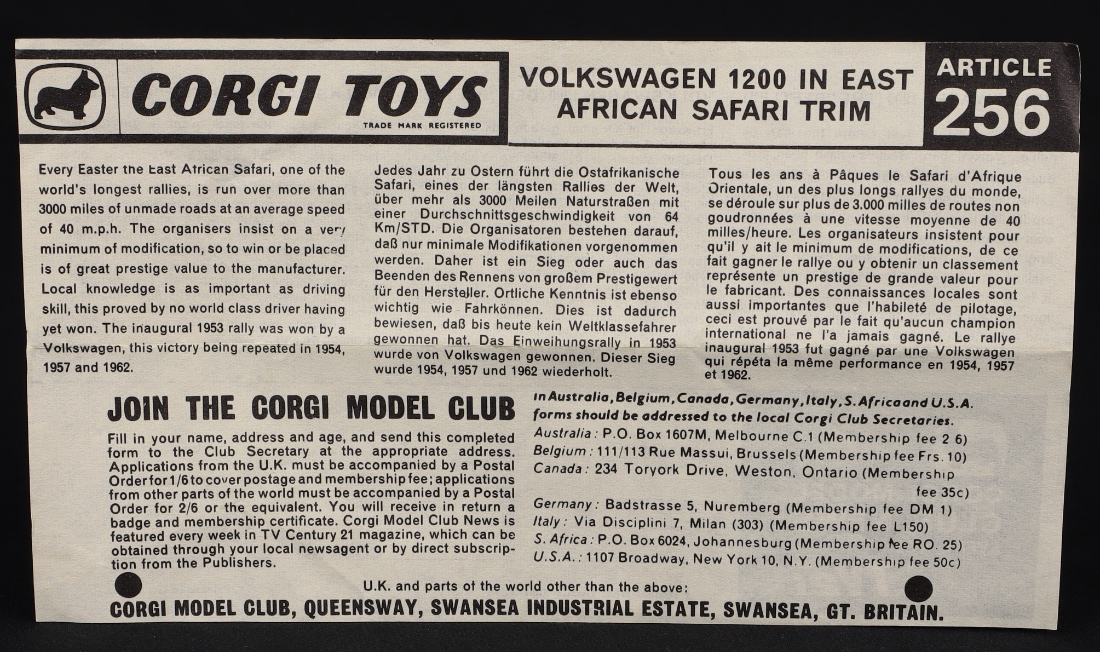 CORGI TOYS
TRADE MARK REGISTERED
VOLKSWAGEN 1200 IN EAST
AFRICAN SAFARI TRIM
ARTICLE
256
Every Easter the East African Safari, one of the
world's longest rallies, is run over more than
3000 miles of unmade roads at an average speed
of 40 m.p.h. The organisers insist on a very
minimum of modification, so to win or be placed
is of great prestige value to the manufacturer.
Local knowledge is as important as driving
skill, this proved by no world class driver having
yet won. The inaugural 1953 rally was won by a
Volkswagen, this victory being repeated in 1954,
1957 and 1962.
Jedes Jahr zu Ostern führt die Ostafrikanische
Safari, eines der längsten Rallies der Welt,
über mehr als 3000 Meilen Naturstraßen mit
einer Durchschnittsgeschwindigkeit von 64
Km/STD. Die Organisatoren bestehen darauf,
daß nur minimale Modifikationen vorgenommen
werden. Daher ist ein Sieg oder auch das
Beenden des Rennens von großem Prestigewert
für den Hersteller. Ortliche Kenntnis ist ebenso
wichtig wie Fahrkönnen. Dies ist dadurch
bewiesen, daß bis heute kein Weltklassefahrer
gewonnen hat. Das Einweihungsrally in 1953
wurde von Volkswagen gewonnen. Dieser Sieg
wurde 1954, 1957 und 1962 wiederholt.
Tous les ans à Pâques le Safari d'Afrique
Orientale, un des plus longs rallyes du monde,
se déroule sur plus de 3.000 milles de routes non
goudronnées à une vitesse moyenne de 40
milles/heure. Les organisateurs insistent pour
qu'il y ait le minimum de modifications, de ce
fait gagner le rallye ou y obtenir un classement
représente un prestige de grande valeur pour
le fabricant. Des connaissances locales sont
aussi importantes que l'habileté de pilotage,
ceci est prouvé par le fait qu'aucun champion
international ne l'a jamais gagné. Le rallye
inaugural 1953 fut gagné par une Volkswagen
qui répéta la même performance en 1954, 1957
et 1962.
JOIN THE CORGI MODEL CLUB
Fill in your name, address and age, and send this completed
form to the Club Secretary at the appropriate address.
Applications from the U.K. must be accompanied by a Postal
Order for 1/6 to cover postage and membership fee; applications
from other parts of the world must be accompanied by a Postal
Order for 2/6 or the equivalent. You will receive in return a
badge and membership certificate. Corgi Model Club News is
featured every week in TV Century 21 magazine, which can be
obtained through your local newsagent or by direct subscrip-
tion from the Publishers.
In Australia, Belgium, Canada, Germany, Italy, S. Africa and U.S.A.
forms should be addressed to the local Corgi Club Secretaries.
Australia : P.O. Box 1607M, Melbourne C.1 (Membership fee 2 6)
Belgium : 111/113 Rue Massui, Brussels (Membership fee Frs. 10)
Canada : 234 Toryork Drive, Weston, Ontario (Membership
fee 35c)
Germany : Badstrasse 5, Nuremberg (Membership fee DM 1)
Italy : Via Disciplini 7, Milan (303) (Membership fee L150)
S. Africa : P.O. Box 6024, Johannesburg (Membership fee RO. 25)
U.S.A. : 1107 Broadway, New York 10, N.Y. (Membership fee 50c)
U.K. and parts of the world other than the above:
CORGI MODEL CLUB, QUEENSWAY, SWANSEA INDUSTRIAL ESTATE, SWANSEA, GT. BRITAIN.